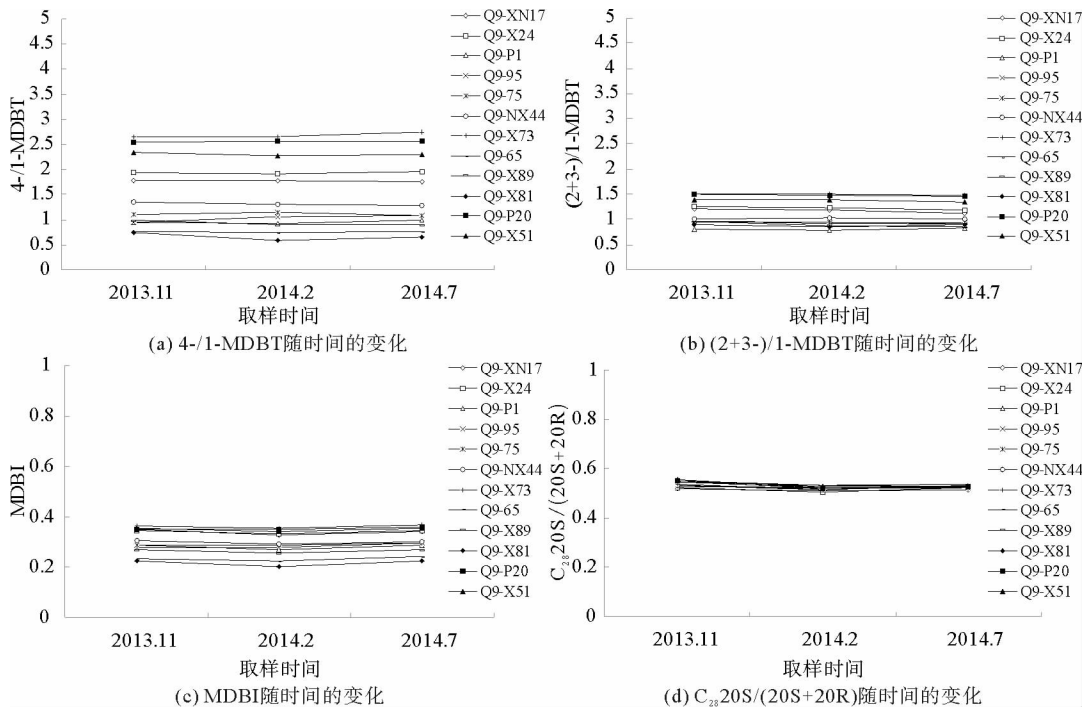 5
4.5
4
3.5
3
2.5
2
1.5
1
0.5
0
4-/1-MDBT
2013.11 2014.2 2014.7
取样时间
Q9-XN17
Q9-X24
Q9-P1
Q9-95
Q9-75
Q9-NX44
Q9-X73
Q9-65
Q9-X89
Q9-X81
Q9-P20
Q9-X51
(a) 4-/1-MDBT随时间的变化
5
4.5
4
3.5
3
2.5
2
1.5
1
0.5
0
(2+3-)/1-MDBT
2013.11 2014.2 2014.7
取样时间
Q9-XN17
Q9-X24
Q9-P1
Q9-95
Q9-75
Q9-NX44
Q9-X73
Q9-65
Q9-X89
Q9-X81
Q9-P20
Q9-X51
(b) (2+3-)/1-MDBT随时间的变化
1
0.8
0.6
0.4
0.2
0
MDBI
2013.11 2014.2 2014.7
取样时间
Q9-XN17
Q9-X24
Q9-P1
Q9-95
Q9-75
Q9-NX44
Q9-X73
Q9-65
Q9-X89
Q9-X81
Q9-P20
Q9-X51
(c) MDBI随时间的变化
1
0.8
0.6
0.4
0.2
0
C₂₈20S/(20S+20R)
2013.11 2014.2 2014.7
取样时间
Q9-XN17
Q9-X24
Q9-P1
Q9-95
Q9-75
Q9-NX44
Q9-X73
Q9-65
Q9-X89
Q9-X81
Q9-P20
Q9-X51
(d) C₂₈20S/(20S+20R)随时间的变化